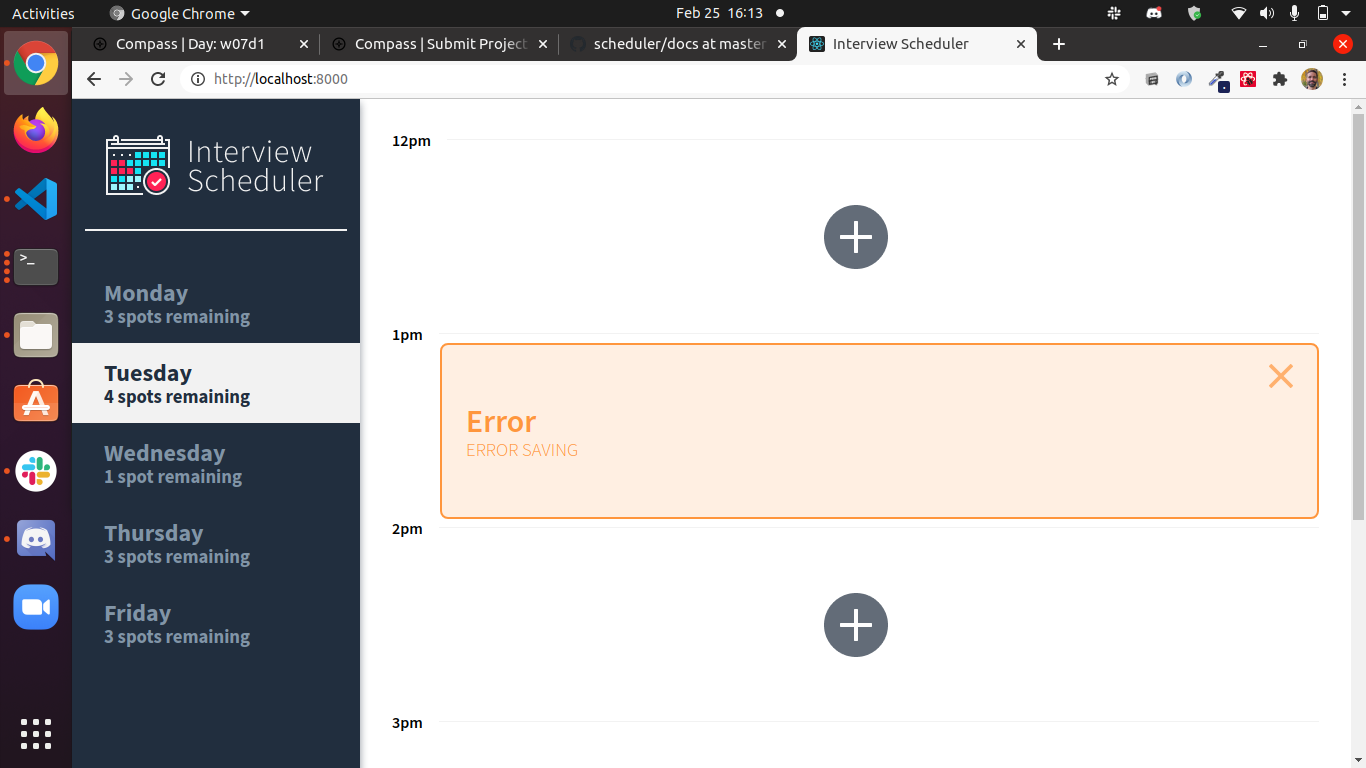 Activities
Google Chrome
Feb 25 16:13
Compass | Day: w07d1
Compass | Submit Project
scheduler/docs at master
Interview Scheduler
http://localhost:8000
Interview
Scheduler
Monday
3 spots remaining
Tuesday
4 spots remaining
Wednesday
1 spot remaining
Thursday
3 spots remaining
Friday
3 spots remaining
12pm
1pm
Error
ERROR SAVING
2pm
3pm
>_